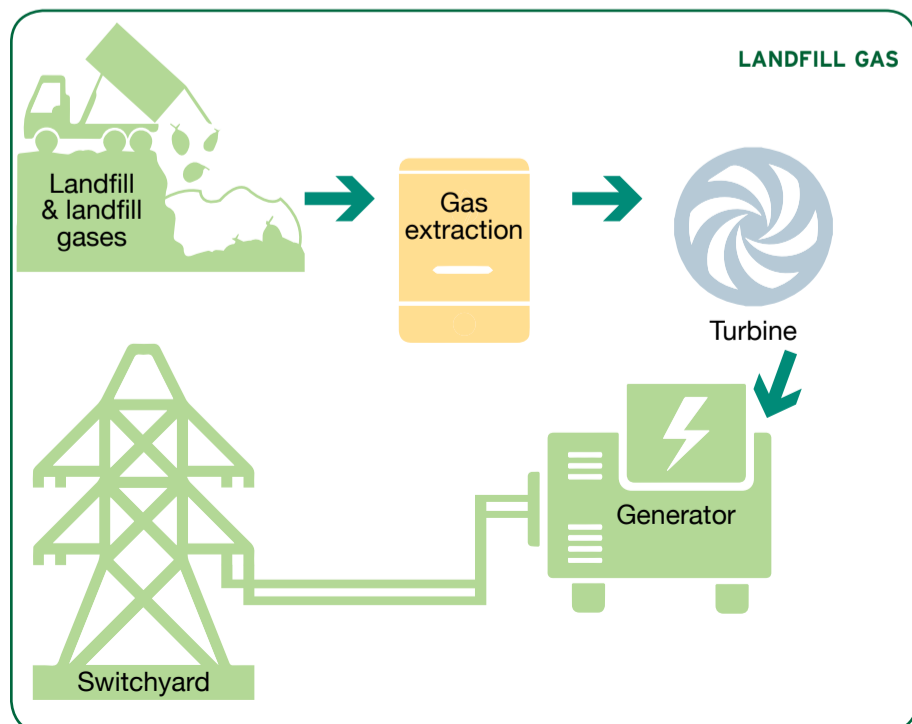 LANDFILL GAS
Landfill
& landfill
gases
Gas
extraction
Turbine
Generator
Switchyard